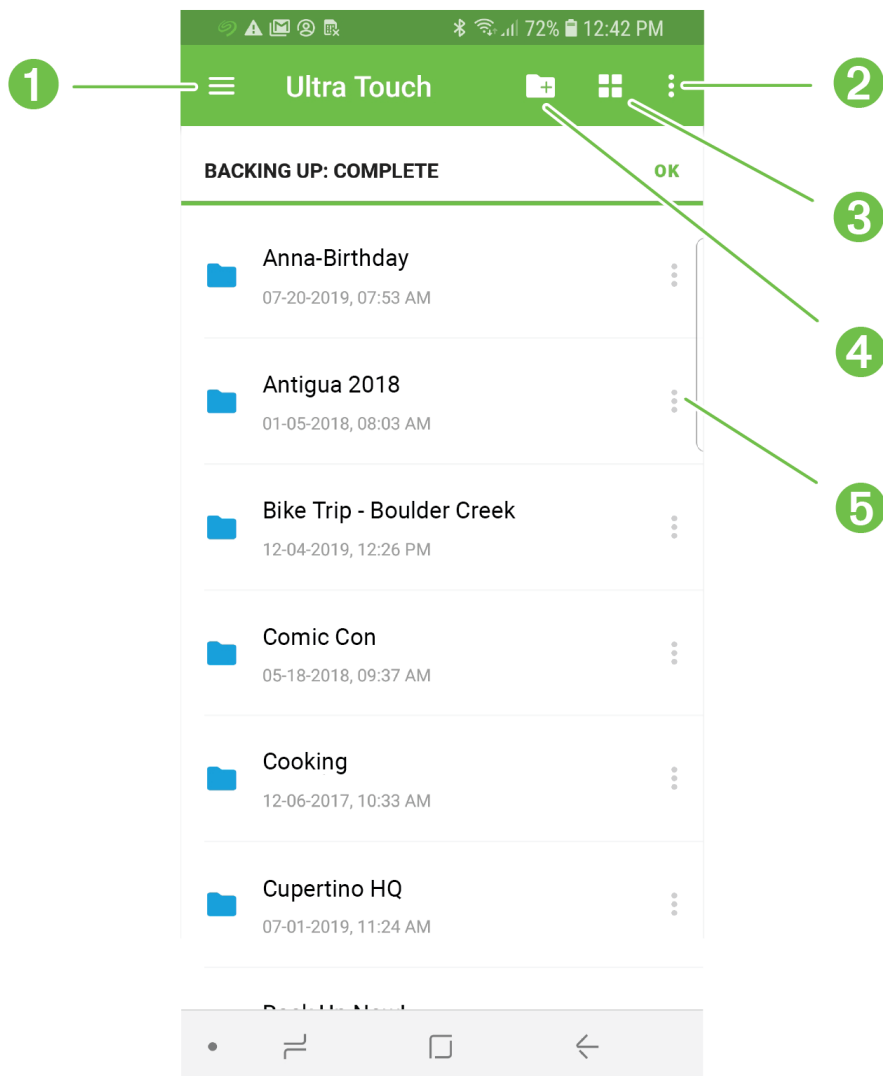 72% 12:42 PM
1
Ultra Touch
2
BACKING UP: COMPLETE
OK
3
Anna-Birthday
07-20-2019, 07:53 AM
4
Antigua 2018
01-05-2018, 08:03 AM
5
Bike Trip - Boulder Creek
12-04-2019, 12:26 PM
Comic Con
05-18-2018, 09:37 AM
Cooking
12-06-2017, 10:33 AM
Cupertino HQ
07-01-2019, 11:24 AM